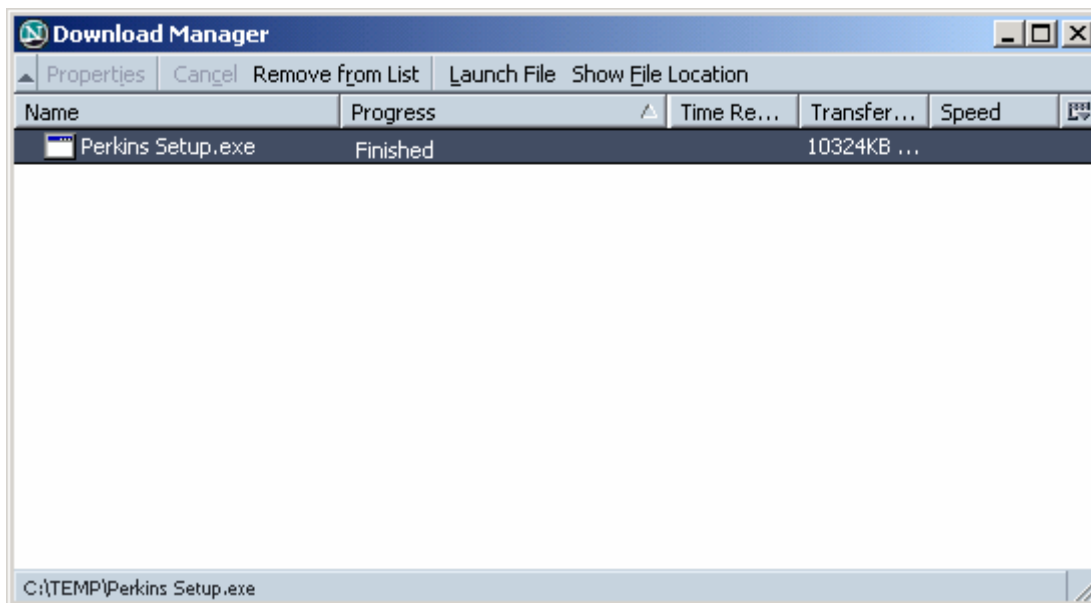 Download Manager
Properties Cancel Remove from List Launch File Show File Location
Name Progress Time Re... Transfer... Speed
Perkins Setup.exe Finished 10324KB ...
C:\TEMP\Perkins Setup.exe